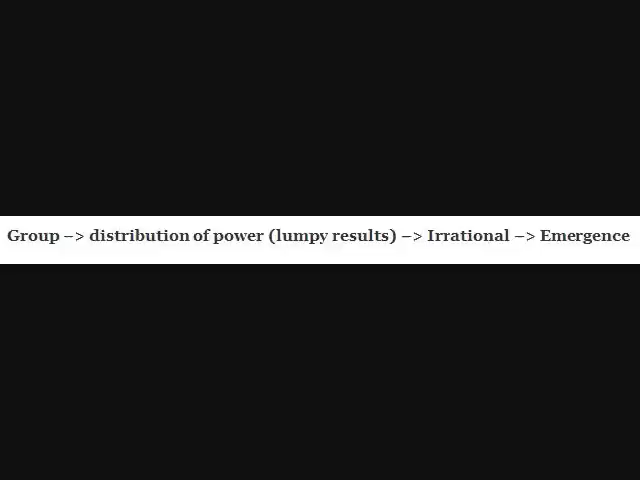 Group –> distribution of power (lumpy results) –> Irrational –> Emergence